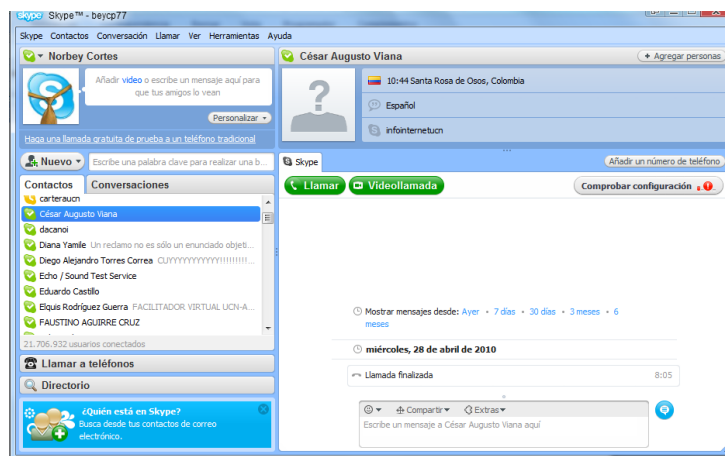 skype Skype™ - beycp77
Skype Contactos Conversación Llamar Ver Herramientas Ayuda
Norbey Cortes
Añadir video o escribe un mensaje aquí para
que tus amigos lo vean
Personalizar
Haga una llamada gratuita de prueba a un teléfono tradicional
Nuevo
Escribe una palabra clave para realizar una b...
Contactos Conversaciones
carteraucn
César Augusto Viana
dacanoi
Diana Yamile Un reclamo no es sólo un enunciado objeti...
Diego Alejandro Torres Correa CUYYYYYYYYYY!!!!!!!!!...
Echo / Sound Test Service
Eduardo Castillo
Elquis Rodríguez Guerra FACILITADOR VIRTUAL UCN-A...
FAUSTINO AGUIRRE CRUZ
21.706.932 usuarios conectados
Llamar a teléfonos
Directorio
¿Quién está en Skype?
Busca desde tus contactos de correo
electrónico.
César Augusto Viana
+ Agregar personas
?
10:44 Santa Rosa de Osos, Colombia
Español
infointernetucn
Skype
Añadir un número de teléfono
Llamar
Videollamada
Comprobar configuración
Mostrar mensajes desde: Ayer • 7 días • 30 días • 3 meses • 6
meses
miércoles, 28 de abril de 2010
Llamada finalizada 8:05
Compartir Extras
Escribe un mensaje a César Augusto Viana aquí